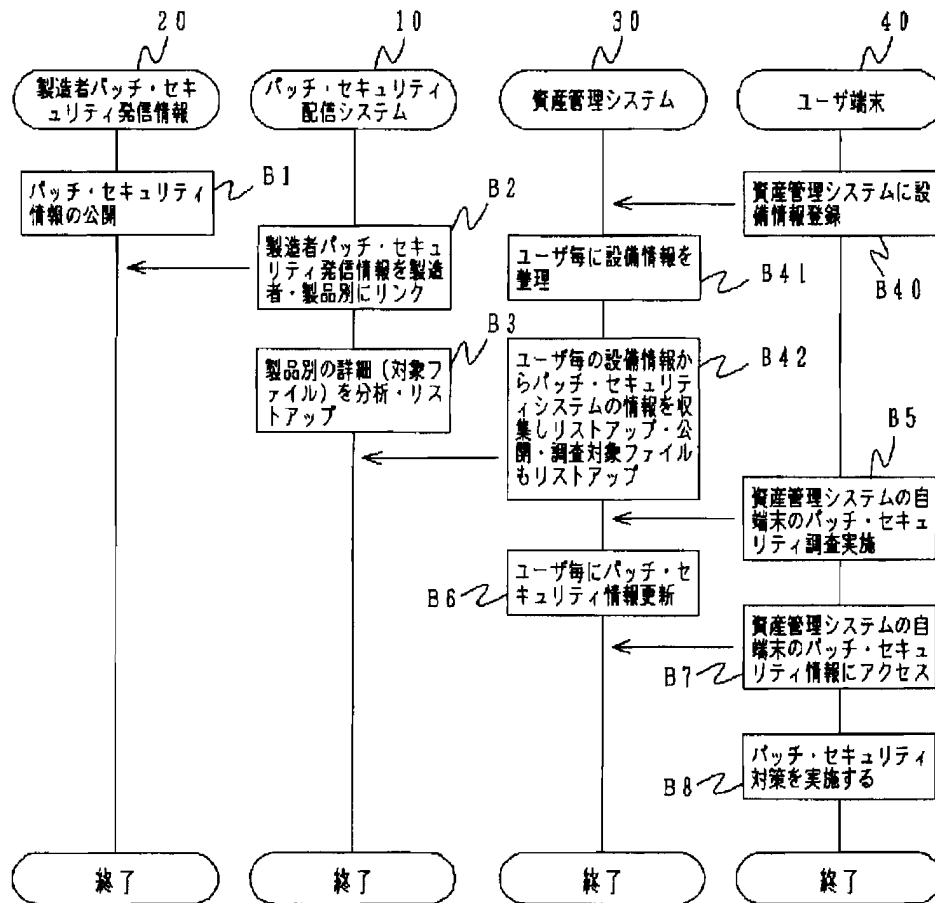 20
10
30
40
製造者パッチ・セキ
ュリティ発信情報
パッチ・セキュリティ
配信システム
資産管理システム
ユーザ端末
パッチ・セキュリティ
情報の公開
B1
製造者パッチ・セキュ
リティ発信情報を製造
者・製品別にリンク
B2
資産管理システムに設
備情報登録
B40
ユーザ毎に設備情報を
整理
B41
製品別の詳細(対象フ
ァイル)を分析・リス
トアップ
B3
ユーザ毎の設備情報か
らパッチ・セキュリテ
ィシステムの情報を収
集しリストアップ・公
開・調査対象ファイル
もリストアップ
B42
B5
資産管理システムの自
端末のパッチ・セキュ
リティ調査実施
ユーザ毎にパッチ・セ
キュリティ情報更新
B6
資産管理システムの自
端末のパッチ・セキュ
リティ情報にアクセス
B7
パッチ・セキュリティ
対策を実施する
B8
終了
終了
終了
終了